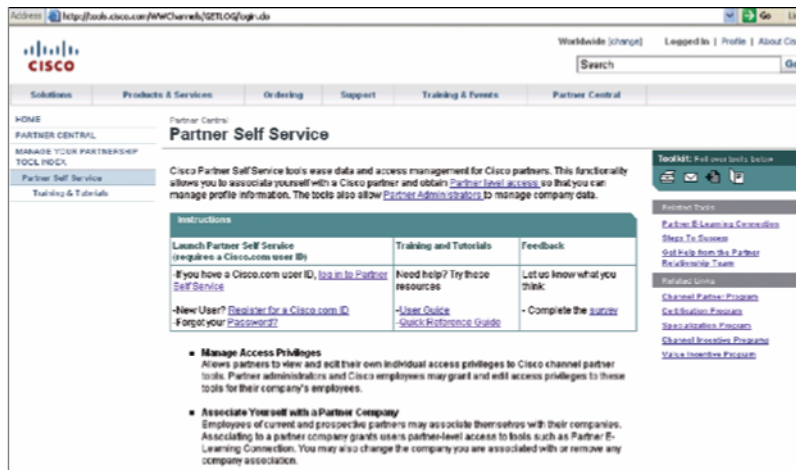 Address http://tools.cisco.com/WWChannels/GETLOG/login.do Go
Worldwide [change] Logged In | Profile | About Cis
CISCO
Search Go
Solutions Products & Services Ordering Support Training & Events Partner Central
HOME
PARTNER CENTRAL
MANAGE YOUR PARTNERSHIP
TOOL INDEX
Partner Self Service
Training & Tutorials
Partner Central
Partner Self Service
Cisco Partner Self Service tools ease data and access management for Cisco partners. This functionality
allows you to associate yourself with a Cisco partner and obtain Partner level access so that you can
manage profile information. The tools also allow Partner Administrators to manage company data.
Instructions
Launch Partner Self Service
(requires a Cisco.com user ID)
-If you have a Cisco.com user ID, log in to Partner
Self Service
-New User? Register for a Cisco.com ID
-Forgot your Password?
Training and Tutorials
Need help? Try these
resources
-User Guide
-Quick Reference Guide
Feedback
Let us know what you
think:
- Complete the survey
Manage Access Privileges
Allows partners to view and edit their own individual access privileges to Cisco channel partner
tools. Partner administrators and Cisco employees may grant and edit access privileges to these
tools for their company's employees.
Associate Yourself with a Partner Company
Employees of current and prospective partners may associate themselves with their companies.
Associating to a partner company grants users partner-level access to tools such as Partner E-
Learning Connection. You may also change the company you are associated with or remove any
company association.
Toolkit: Roll over tools below
Related Tools
Partner E-Learning Connection
Steps To Success
Get Help from the Partner
Relationship Team
Related Links
Channel Partner Program
Certification Program
Specialization Program
Channel Incentive Programs
Value Incentive Program